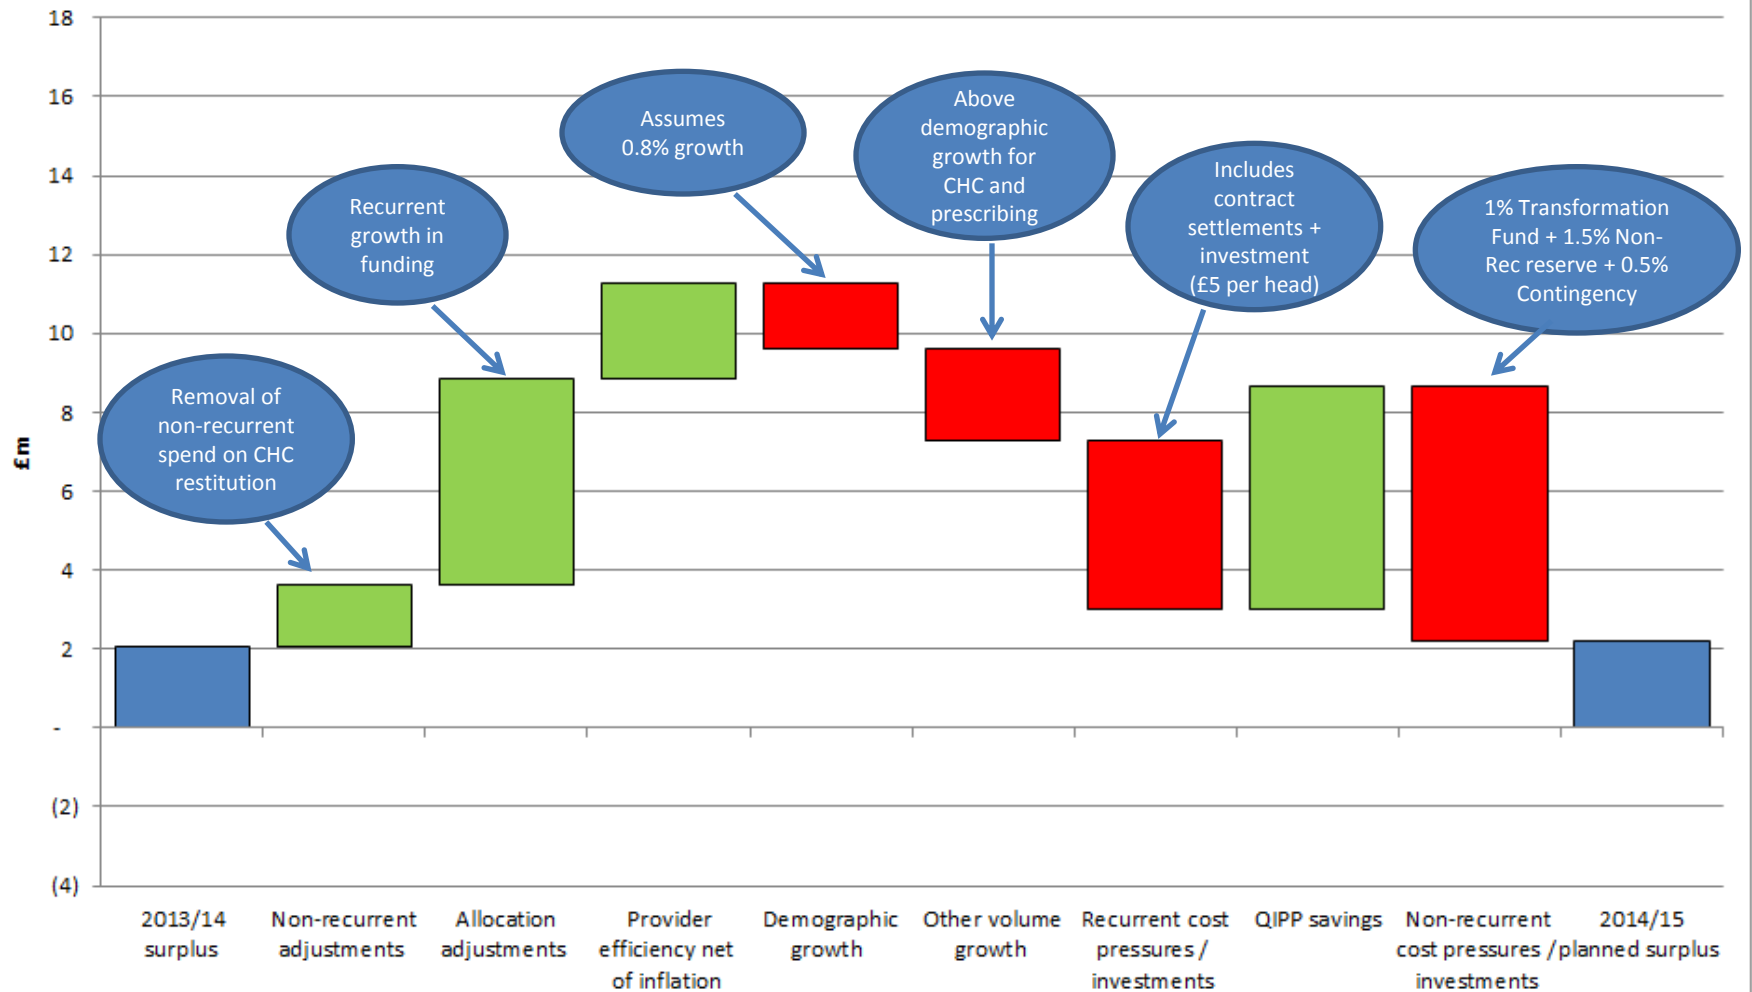 18
16
14
12
10
8
6
4
2
-
(2)
(4)
£m
Removal of
non-recurrent
spend on CHC
restitution
Recurrent
growth in
funding
Assumes
0.8% growth
Above
demographic
growth for
CHC and
prescribing
Includes
contract
settlements +
investment
(£5 per head)
1% Transformation
Fund + 1.5% Non-
Rec reserve + 0.5%
Contingency
2013/14
surplus
Non-recurrent
adjustments
Allocation
adjustments
Provider
efficiency net
of inflation
Demographic
growth
Other volume
growth
Recurrent cost
pressures /
investments
QIPP savings
Non-recurrent
cost pressures /
investments
2014/15
planned surplus